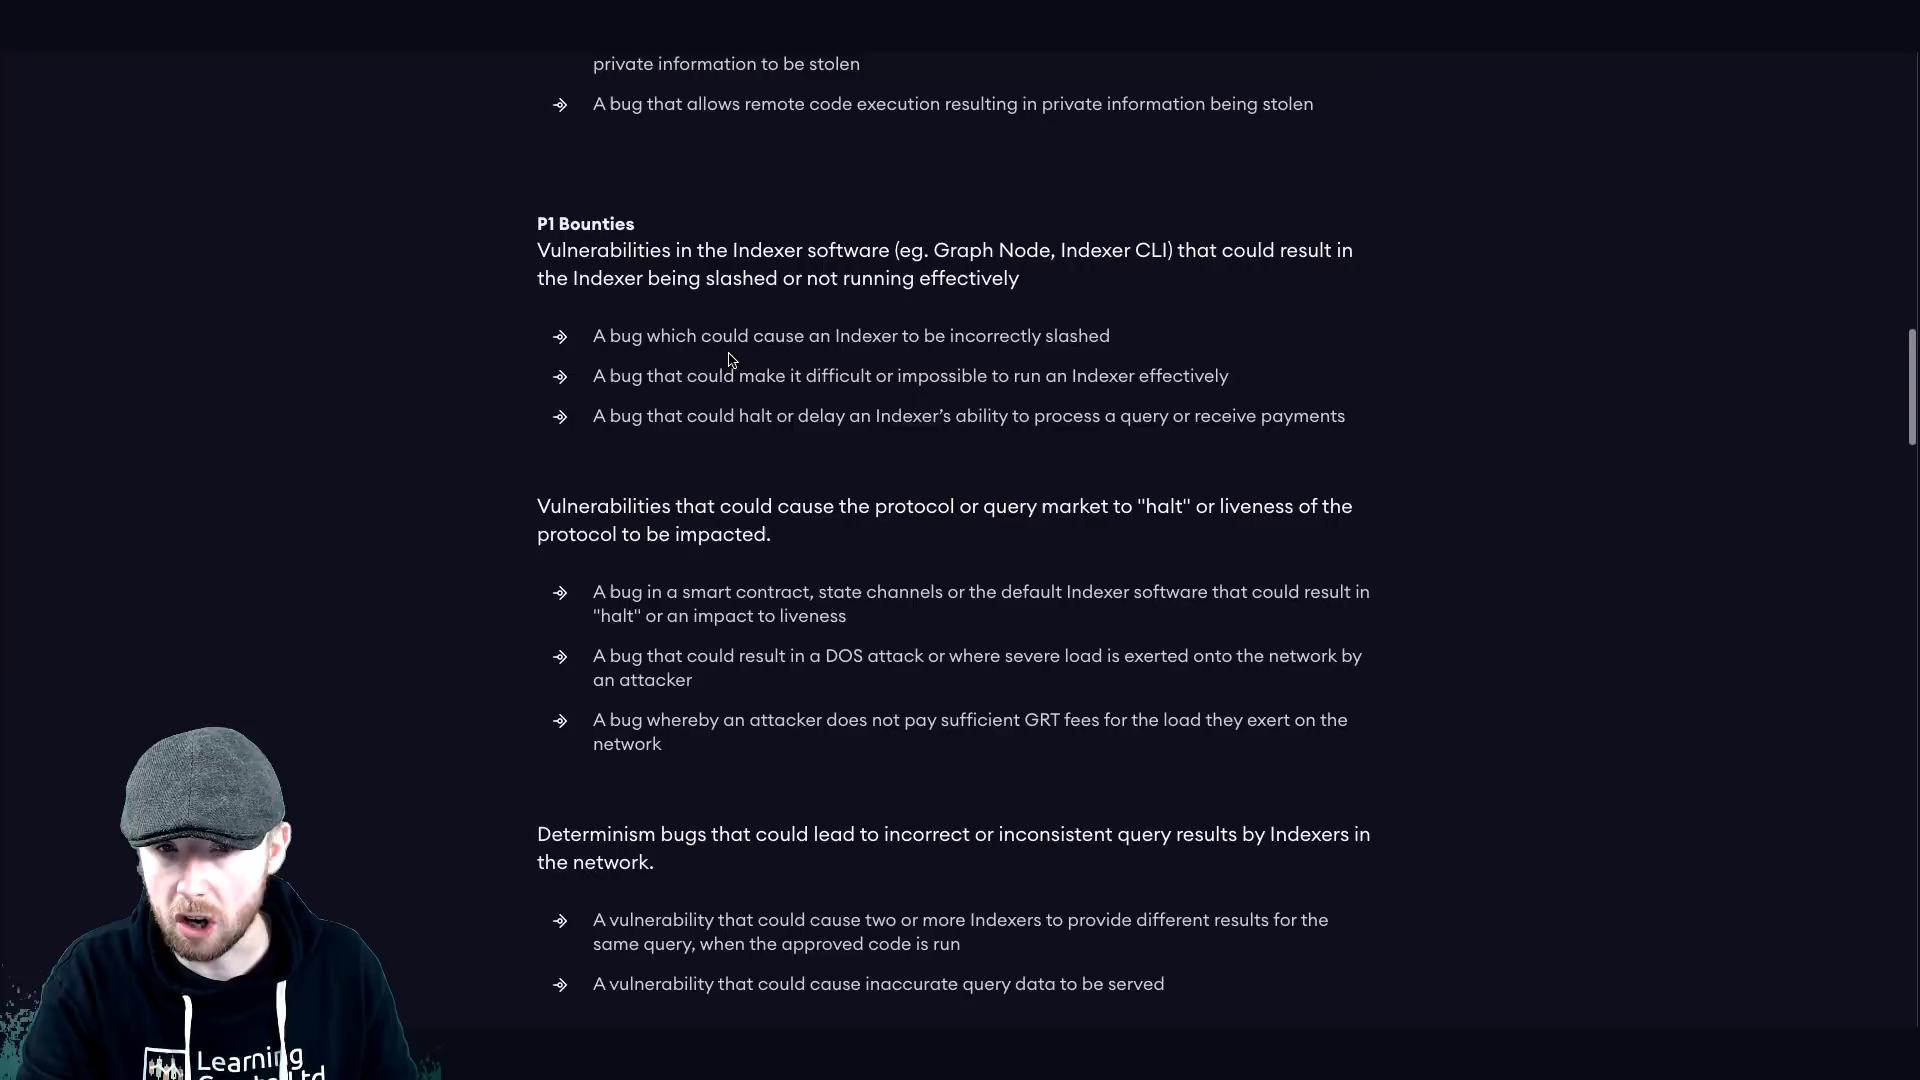 private information to be stolen
A bug that allows remote code execution resulting in private information being stolen
P1 Bounties
Vulnerabilities in the Indexer software (eg. Graph Node, Indexer CLI) that could result in
the Indexer being slashed or not running effectively
A bug which could cause an Indexer to be incorrectly slashed
A bug that could make it difficult or impossible to run an Indexer effectively
A bug that could halt or delay an Indexer’s ability to process a query or receive payments
Vulnerabilities that could cause the protocol or query market to "halt" or liveness of the
protocol to be impacted.
A bug in a smart contract, state channels or the default Indexer software that could result in
"halt" or an impact to liveness
A bug that could result in a DOS attack or where severe load is exerted onto the network by
an attacker
A bug whereby an attacker does not pay sufficient GRT fees for the load they exert on the
network
Determinism bugs that could lead to incorrect or inconsistent query results by Indexers in
the network.
A vulnerability that could cause two or more Indexers to provide different results for the
same query, when the approved code is run
A vulnerability that could cause inaccurate query data to be served
Learning